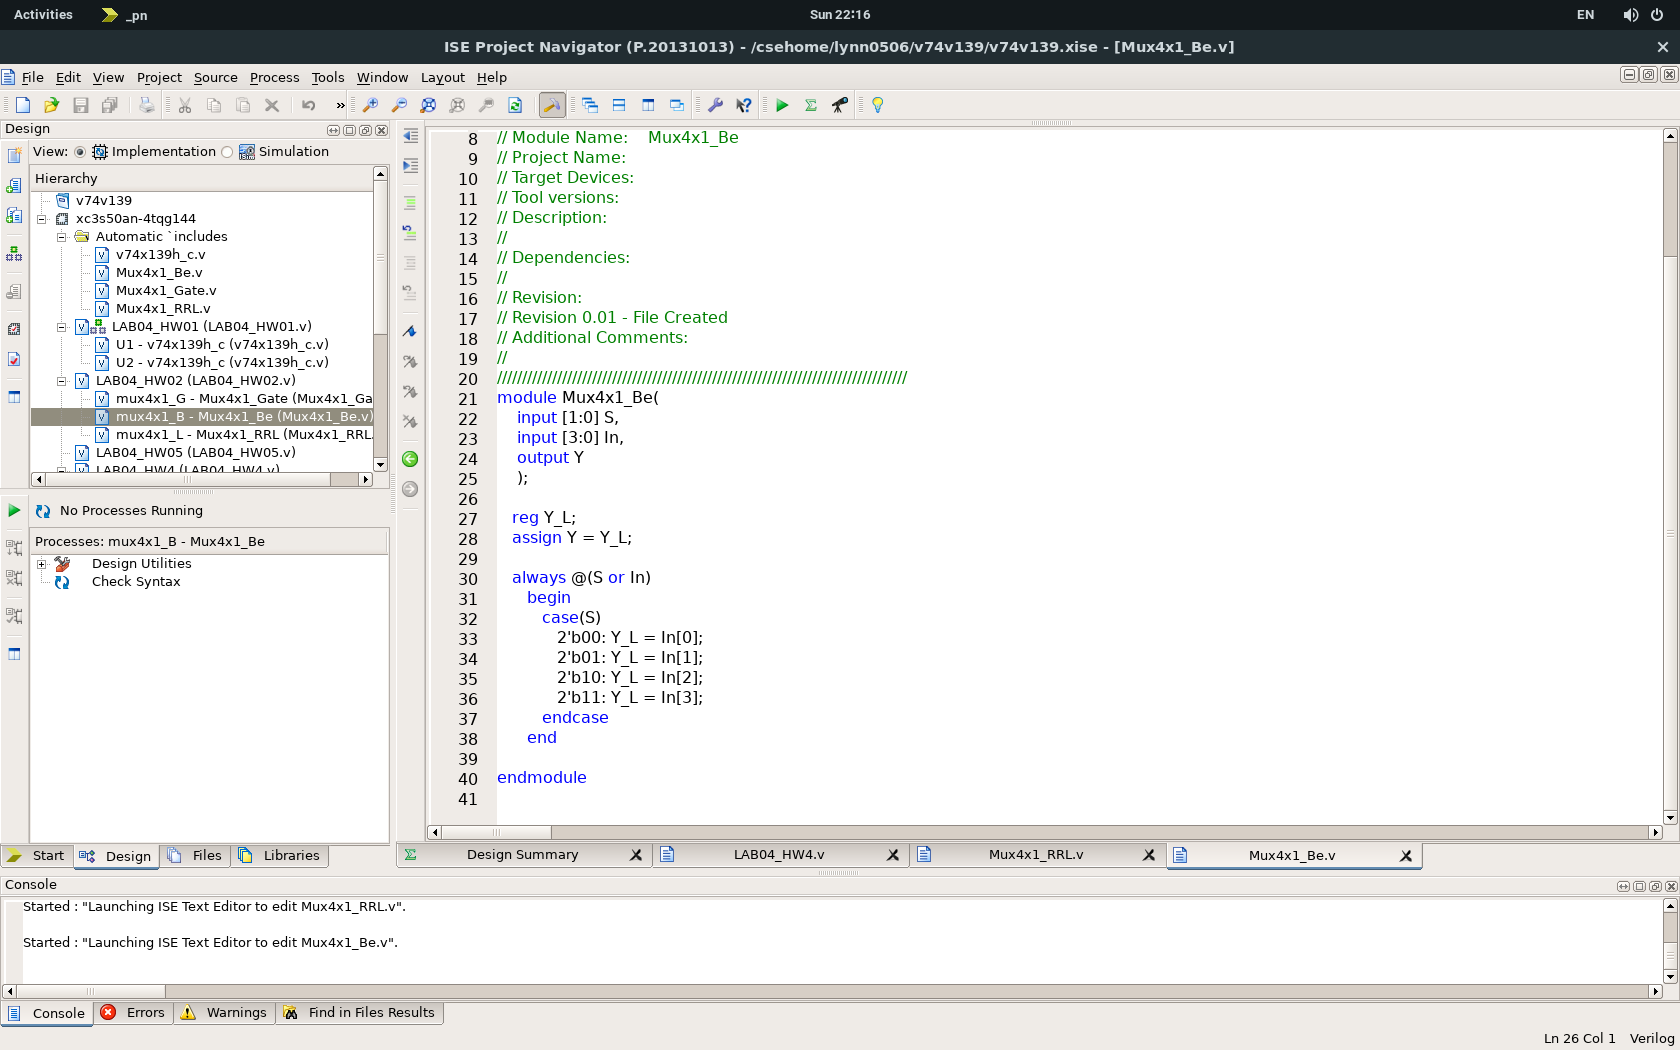 Activities _pn Sun 22:16 EN
ISE Project Navigator (P.20131013) - /csehome/lynn0506/v74v139/v74v139.xise - [Mux4x1_Be.v]
File Edit View Project Source Process Tools Window Layout Help
Design
View: Implementation Simulation
Hierarchy
v74v139
xc3s50an-4tqg144
Automatic `includes
v74x139h_c.v
Mux4x1_Be.v
Mux4x1_Gate.v
Mux4x1_RRL.v
LAB04_HW01 (LAB04_HW01.v)
U1 - v74x139h_c (v74x139h_c.v)
U2 - v74x139h_c (v74x139h_c.v)
LAB04_HW02 (LAB04_HW02.v)
mux4x1_G - Mux4x1_Gate (Mux4x1_Ga
mux4x1_B - Mux4x1_Be (Mux4x1_Be.v)
mux4x1_L - Mux4x1_RRL (Mux4x1_RRL.
LAB04_HW05 (LAB04_HW05.v)
LAB04_HW4 (LAB04_HW4.v)
No Processes Running
Processes: mux4x1_B - Mux4x1_Be
Design Utilities
Check Syntax
Start Design Files Libraries
8 // Module Name:    Mux4x1_Be
9 // Project Name:
10 // Target Devices:
11 // Tool versions:
12 // Description:
13 //
14 // Dependencies:
15 //
16 // Revision:
17 // Revision 0.01 - File Created
18 // Additional Comments:
19 //
20 //////////////////////////////////////////////////////////////////////////////////
21 module Mux4x1_Be(
22     input [1:0] S,
23     input [3:0] In,
24     output Y
25     );
26
27    reg Y_L;
28    assign Y = Y_L;
29
30    always @(S or In)
31       begin
32          case(S)
33             2'b00: Y_L = In[0];
34             2'b01: Y_L = In[1];
35             2'b10: Y_L = In[2];
36             2'b11: Y_L = In[3];
37          endcase
38       end
39
40 endmodule
41
Design Summary LAB04_HW4.v Mux4x1_RRL.v Mux4x1_Be.v
Console
Started : "Launching ISE Text Editor to edit Mux4x1_RRL.v".
Started : "Launching ISE Text Editor to edit Mux4x1_Be.v".
Console Errors Warnings Find in Files Results
Ln 26 Col 1 Verilog